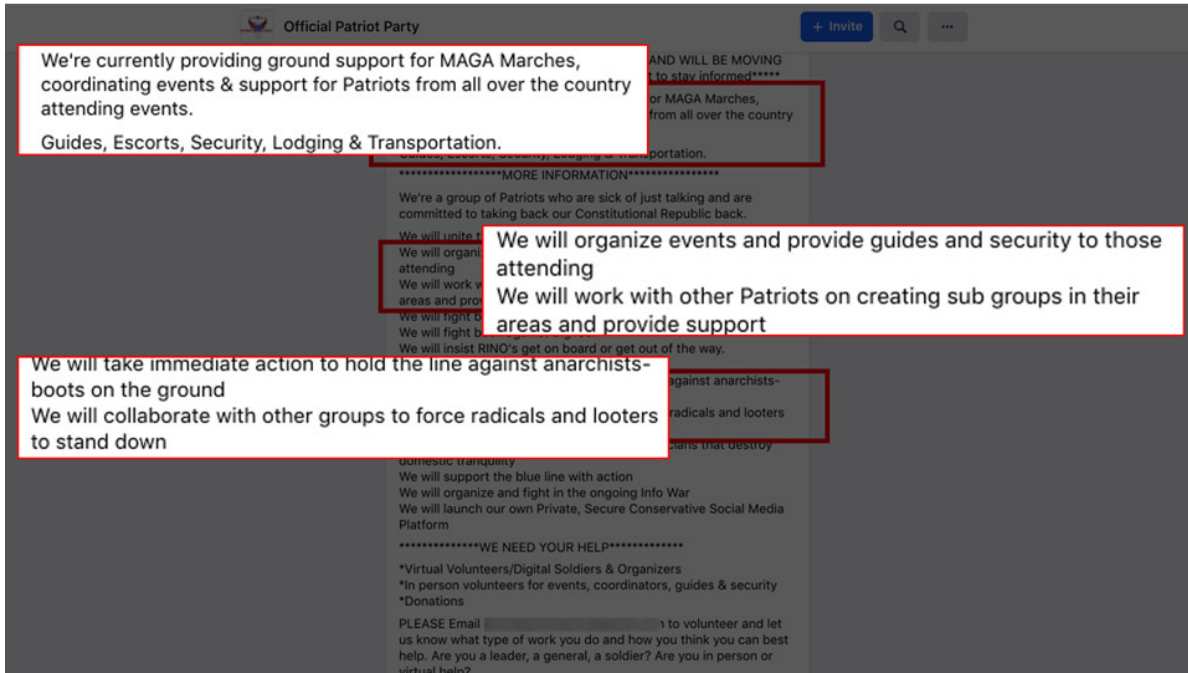 Official Patriot Party
+ Invite
We're currently providing ground support for MAGA Marches,
coordinating events & support for Patriots from all over the country
attending events.
Guides, Escorts, Security, Lodging & Transportation.
AND WILL BE MOVING
to stay informed*****
or MAGA Marches,
from all over the country
Transportation.
******************MORE INFORMATION****************
We're a group of Patriots who are sick of just talking and are
committed to taking back our Constitutional Republic back.
We will unite
We will organize events and provide guides and security to those
attending
We will work with other Patriots on creating sub groups in their
areas and provide support
We will
attending
We will work
areas and
We will fight
We will fight
We will insist RINO's get on board or get out of the way.
We will take immediate action to hold the line against anarchists-
boots on the ground
We will collaborate with other groups to force radicals and looters
to stand down
against anarchists-
radicals and looters
that destroy
domestic tranquility
We will support the blue line with action
We will organize and fight in the ongoing Info War
We will launch our own Private, Secure Conservative Social Media
Platform
**************WE NEED YOUR HELP*************
*Virtual Volunteers/Digital Soldiers & Organizers
*In person volunteers for events, coordinators, guides & security
*Donations
PLEASE Email to volunteer and let
us know what type of work you do and how you think you can best
help. Are you a leader, a general, a soldier? Are you in person or
virtual help?